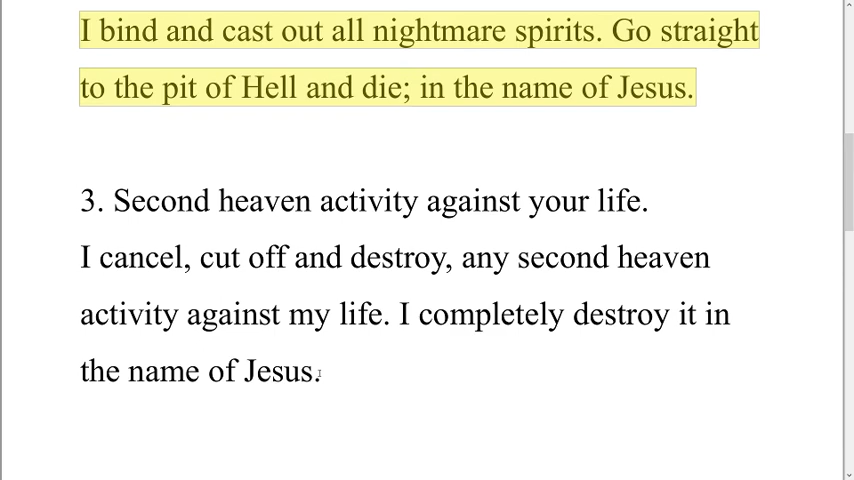 I bind and cast out all nightmare spirits. Go straight
to the pit of Hell and die; in the name of Jesus.
3. Second heaven activity against your life.
I cancel, cut off and destroy, any second heaven
activity against my life. I completely destroy it in
the name of Jesus.